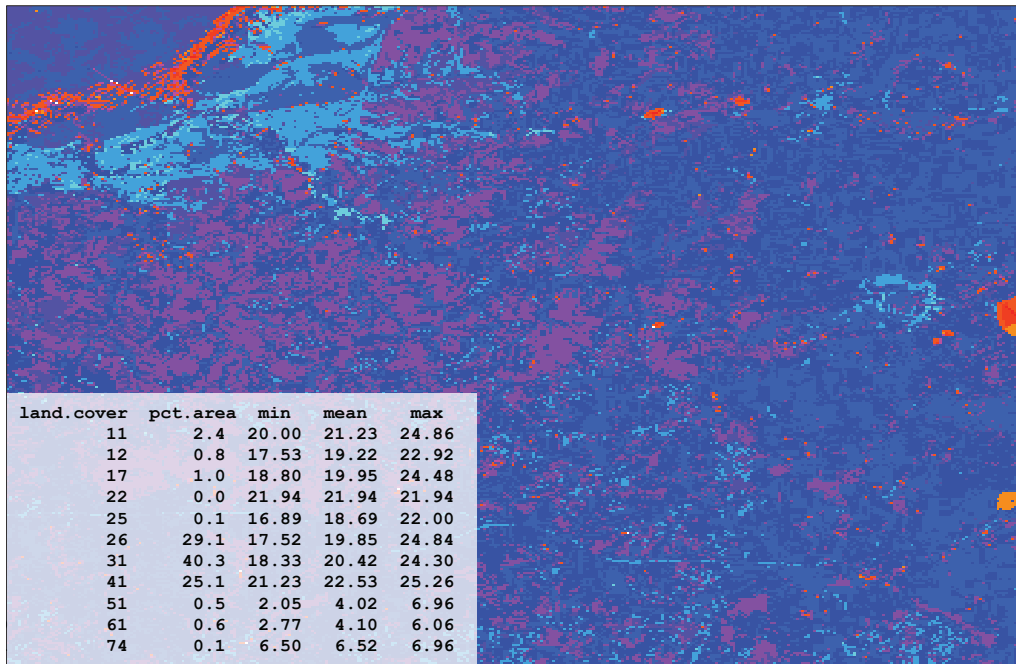 land.cover pct.area min mean max
11 2.4 20.00 21.23 24.86
12 0.8 17.53 19.22 22.92
17 1.0 18.80 19.95 24.48
22 0.0 21.94 21.94 21.94
25 0.1 16.89 18.69 22.00
26 29.1 17.52 19.85 24.84
31 40.3 18.33 20.42 24.30
41 25.1 21.23 22.53 25.26
51 0.5 2.05 4.02 6.96
61 0.6 2.77 4.10 6.06
74 0.1 6.50 6.52 6.96